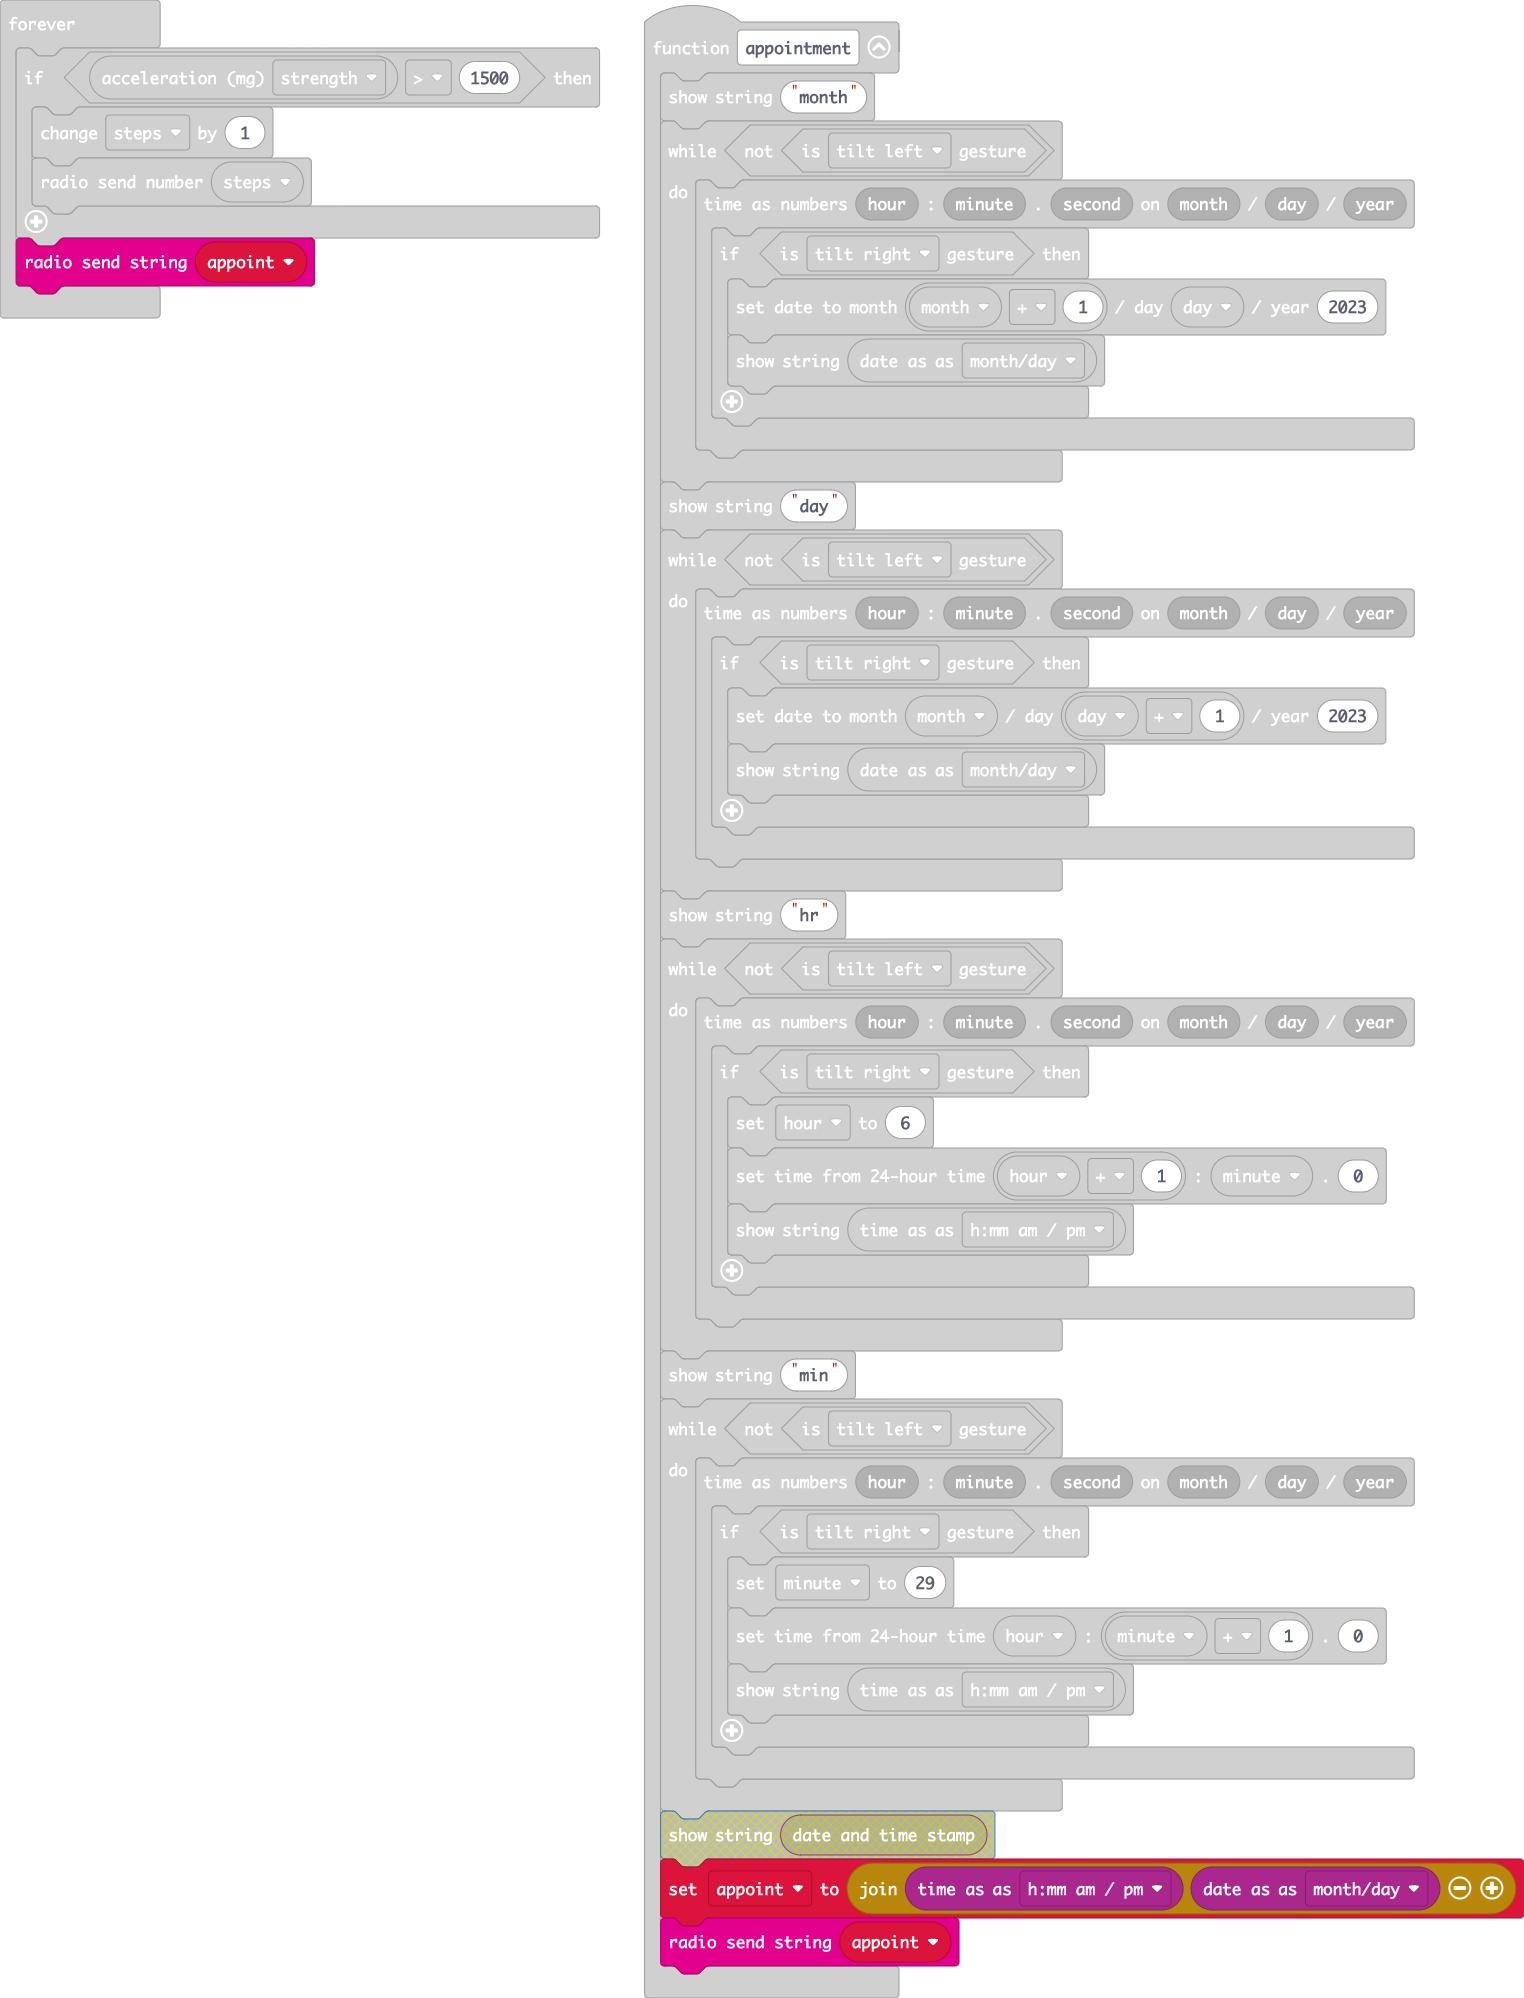 forever
if acceleration (mg) strength > 1500 then
change steps by 1
radio send number steps
radio send string appoint
function appointment
show string "month"
while not is tilt left gesture
do
time as numbers hour : minute . second on month / day / year
if is tilt right gesture then
set date to month month + 1 / day day / year 2023
show string date as as month/day
show string "day"
while not is tilt left gesture
do
time as numbers hour : minute . second on month / day / year
if is tilt right gesture then
set date to month month / day day + 1 / year 2023
show string date as as month/day
show string "hr"
while not is tilt left gesture
do
time as numbers hour : minute . second on month / day / year
if is tilt right gesture then
set hour to 6
set time from 24-hour time hour + 1 : minute . 0
show string time as as h:mm am / pm
show string "min"
while not is tilt left gesture
do
time as numbers hour : minute . second on month / day / year
if is tilt right gesture then
set minute to 29
set time from 24-hour time hour : minute + 1 . 0
show string time as as h:mm am / pm
show string date and time stamp
set appoint to join time as as h:mm am / pm date as as month/day
radio send string appoint